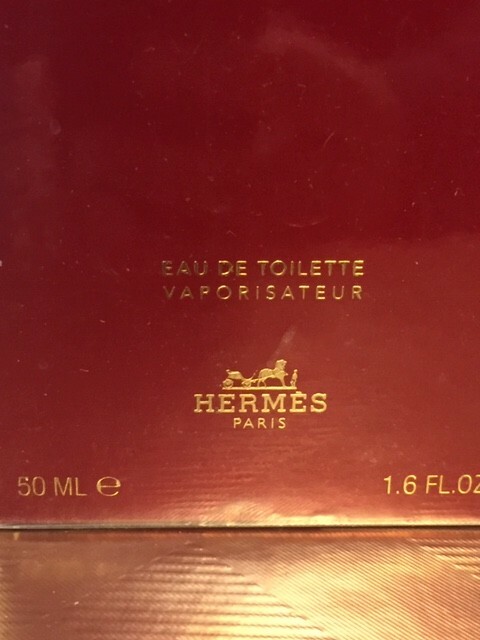 EAU DE TOILETTE
VAPORISATEUR
HERMÈS
PARIS
50 ML ℮ 1.6 FL.OZ